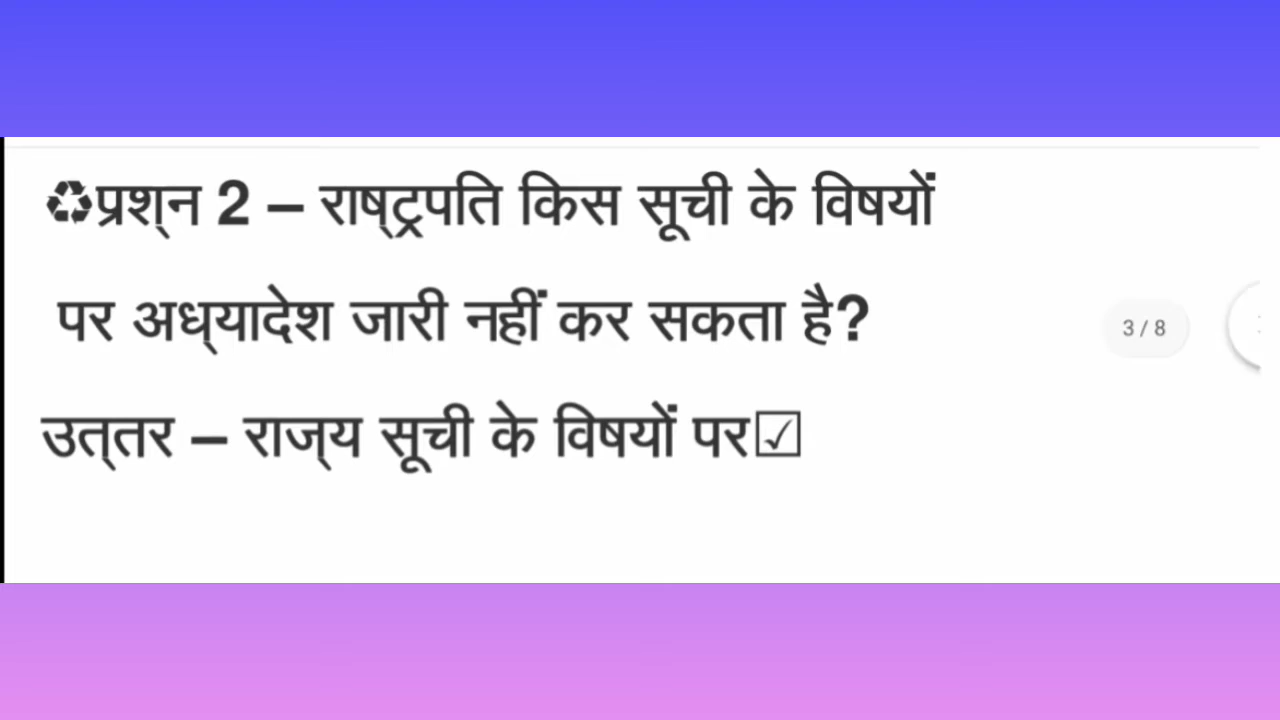 ♻प्रश्न 2 – राष्ट्रपति किस सूची के विषयों
पर अध्यादेश जारी नहीं कर सकता है?
3 / 8
उत्तर – राज्य सूची के विषयों पर☑